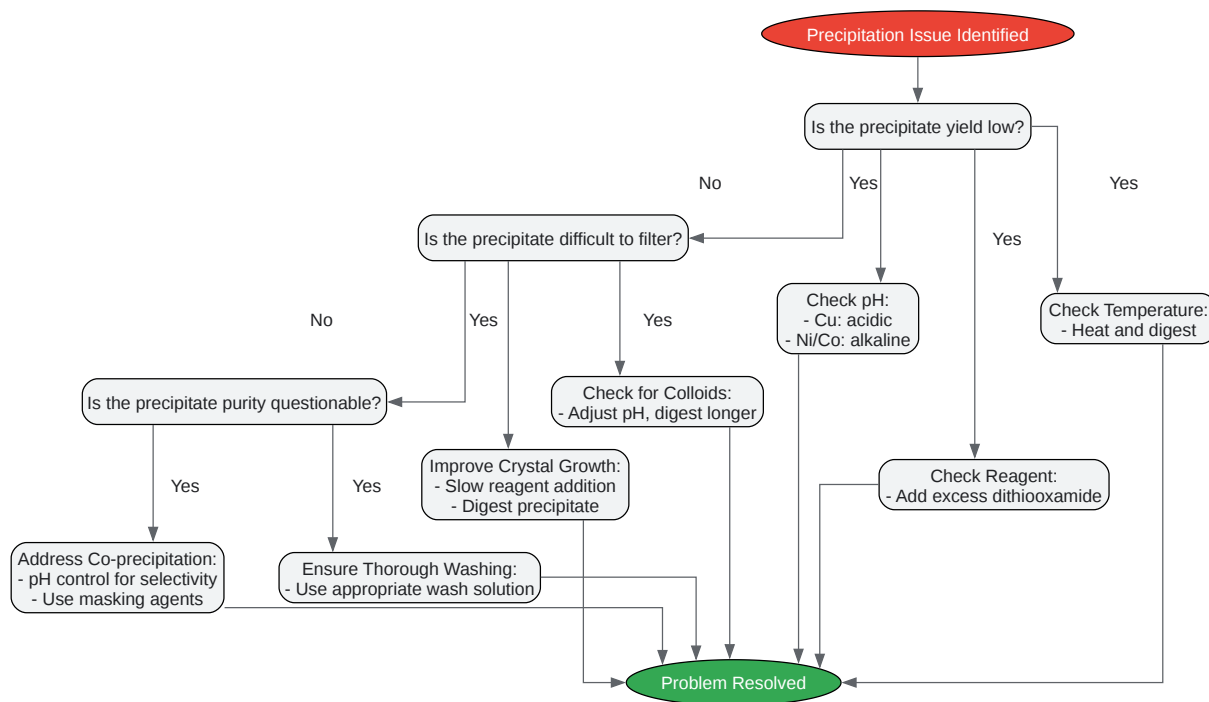 Precipitation Issue Identified
Is the precipitate yield low?
No
Yes
Yes
Yes
Is the precipitate difficult to filter?
Check pH:
- Cu: acidic
- Ni/Co: alkaline
Check Temperature:
- Heat and digest
No
Yes
Yes
Is the precipitate purity questionable?
Check for Colloids:
- Adjust pH, digest longer
Improve Crystal Growth:
- Slow reagent addition
- Digest precipitate
Check Reagent:
- Add excess dithiooxamide
Yes
Yes
Address Co-precipitation:
- pH control for selectivity
- Use masking agents
Ensure Thorough Washing:
- Use appropriate wash solution
Problem Resolved